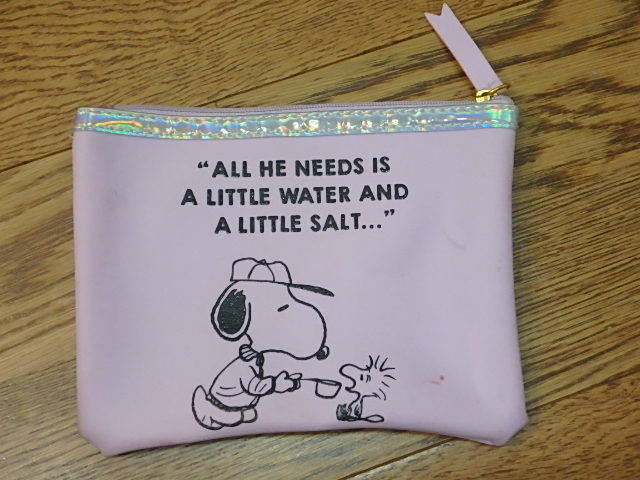 “ALL HE NEEDS IS
A LITTLE WATER AND
A LITTLE SALT...”